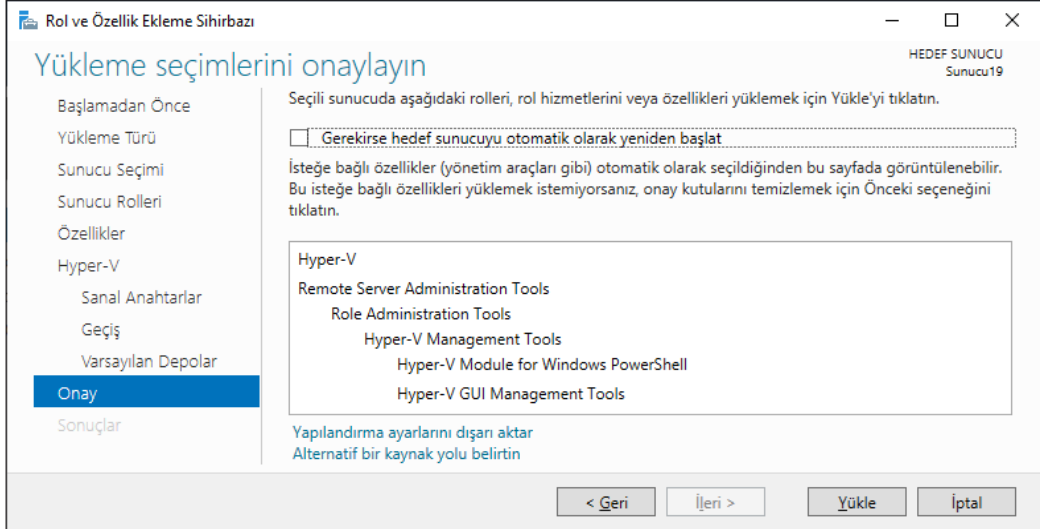 Rol ve Özellik Ekleme Sihirbazı
Yükleme seçimlerini onaylayın
HEDEF SUNUCU
Sunucu19
Başlamadan Önce
Yükleme Türü
Sunucu Seçimi
Sunucu Rolleri
Özellikler
Hyper-V
Sanal Anahtarlar
Geçiş
Varsayılan Depolar
Onay
Sonuçlar
Seçili sunucuda aşağıdaki rolleri, rol hizmetlerini veya özellikleri yüklemek için Yükle'yi tıklatın.
Gerekirse hedef sunucuyu otomatik olarak yeniden başlat
İsteğe bağlı özellikler (yönetim araçları gibi) otomatik olarak seçildiğinden bu sayfada görüntülenebilir.
Bu isteğe bağlı özellikleri yüklemek istemiyorsanız, onay kutularını temizlemek için Önceki seçeneğini
tıklatın.
Hyper-V
Remote Server Administration Tools
Role Administration Tools
Hyper-V Management Tools
Hyper-V Module for Windows PowerShell
Hyper-V GUI Management Tools
Yapılandırma ayarlarını dışarı aktar
Alternatif bir kaynak yolu belirtin
< Geri
İleri >
Yükle
İptal